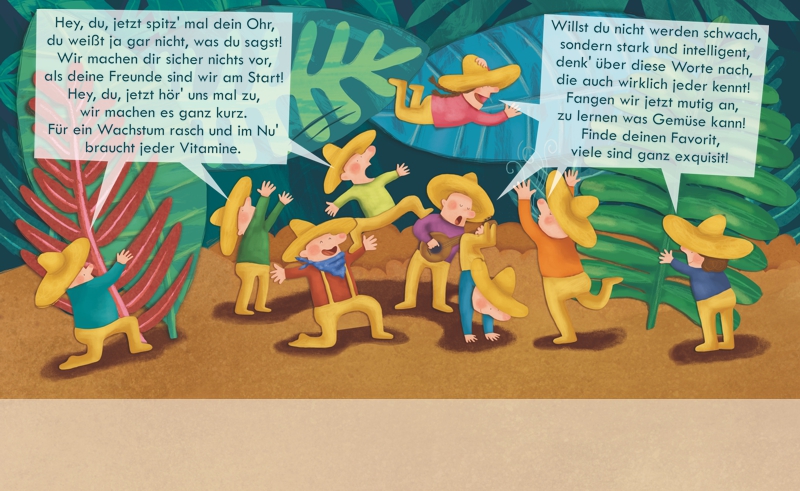 Hey, du, jetzt spitz' mal dein Ohr,
du weißt ja gar nicht, was du sagst!
Wir machen dir sicher nichts vor,
als deine Freunde sind wir am Start!
Hey, du, jetzt hör' uns mal zu,
wir machen es ganz kurz.
Für ein Wachstum rasch und im Nu'
braucht jeder Vitamine.
Willst du nicht werden schwach,
sondern stark und intelligent,
denk' über diese Worte nach,
die auch wirklich jeder kennt!
Fangen wir jetzt mutig an,
zu lernen was Gemüse kann!
Finde deinen Favorit,
viele sind ganz exquisit!